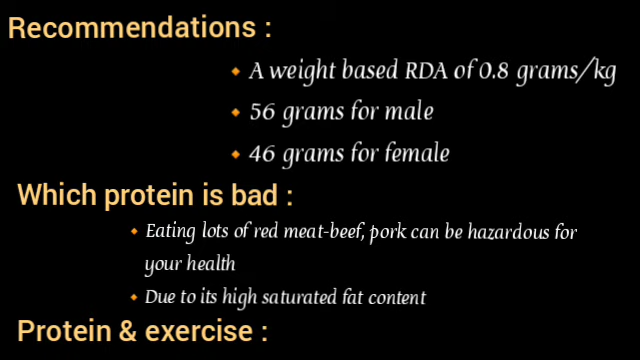 Recommendations :
A weight based RDA of 0.8 grams/kg
56 grams for male
46 grams for female
Which protein is bad :
Eating lots of red meat-beef, pork can be hazardous for
your health
Due to its high saturated fat content
Protein & exercise :